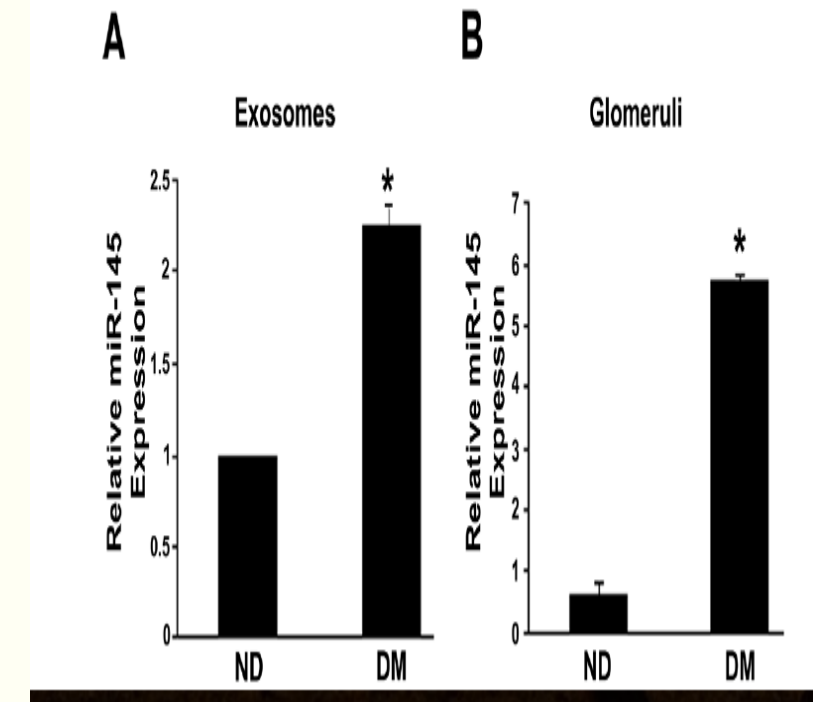 A
Exosomes
Relative miR-145
Expression
2.5
2
1.5
1
0.5
0
*
ND
DM
B
Glomeruli
Relative miR-145
Expression
7
6
5
4
3
2
1
0
*
ND
DM